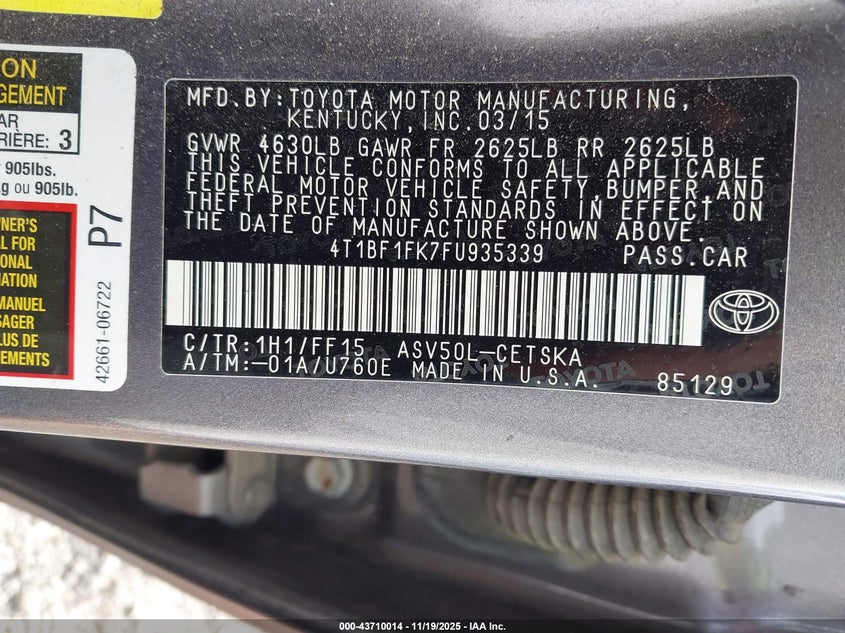 ON
GEMENT
AR
RIÈRE: 3
905lbs.
kg ou 905lb.
NER'S
L FOR
IONAL
MATION
MANUEL
SAGER
LUS DE
EMENTS
42661-06722
P7
MFD.BY:TOYOTA MOTOR MANUFACTURING,
KENTUCKY,INC.03/15
GVWR 4630LB GAWR FR 2625LB RR 2625LB
THIS VEHICLE CONFORMS TO ALL APPLICABLE
FEDERAL MOTOR VEHICLE SAFETY,BUMPER,AND
THEFT PREVENTION STANDARDS IN EFFECT ON
THE DATE OF MANUFACTURE SHOWN ABOVE.
4T1BF1FK7FU935339 PASS.CAR
C/TR:1H1/FF15 ASV50L-CETSKA
A/TM:-01A/U760E MADE IN U.S.A. 85129
000-43710014 - 11/19/2025 - IAA Inc.